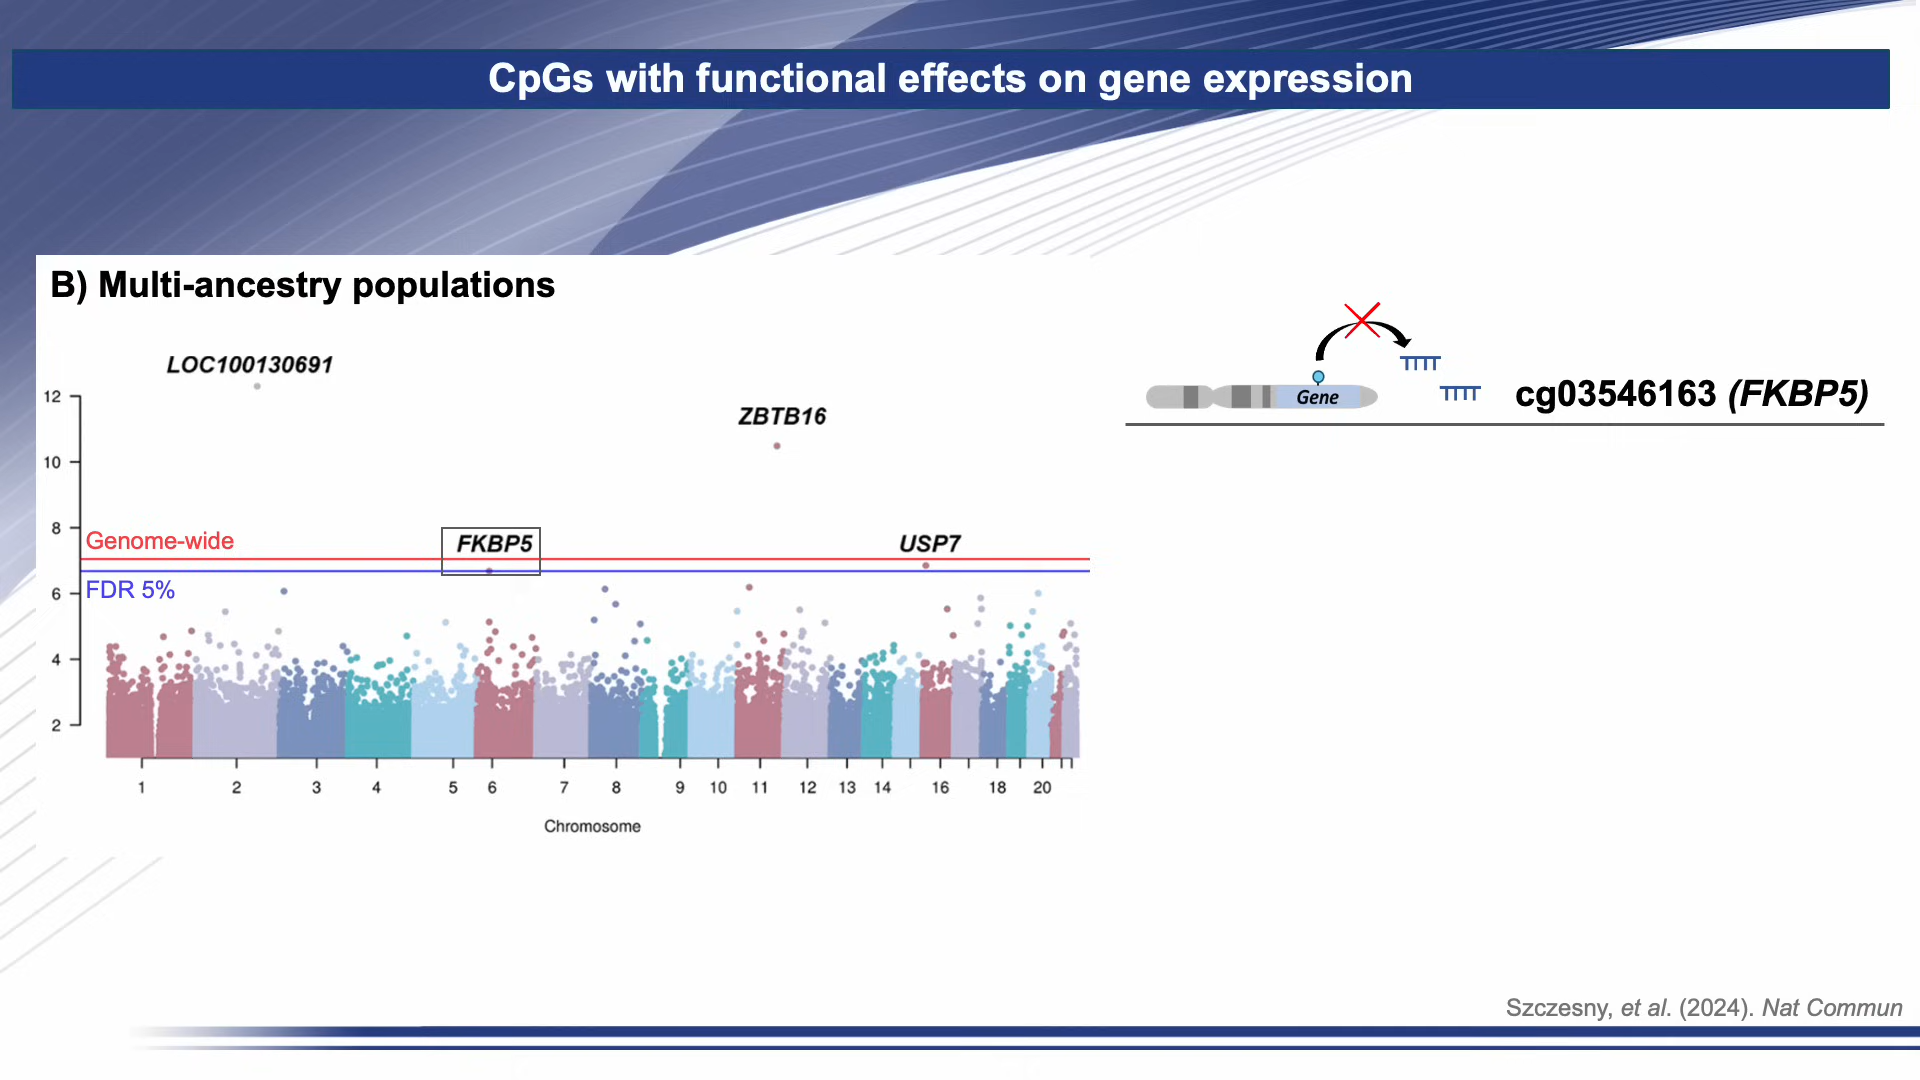 CpGs with functional effects on gene expression
B) Multi-ancestry populations
LOC100130691
ZBTB16
FKBP5
USP7
Genome-wide
FDR 5%
12
10
8
6
4
2
1 2 3 4 5 6 7 8 9 10 11 12 13 14 16 18 20
Chromosome
Gene
cg03546163 (FKBP5)
Szczesny, et al. (2024). Nat Commun